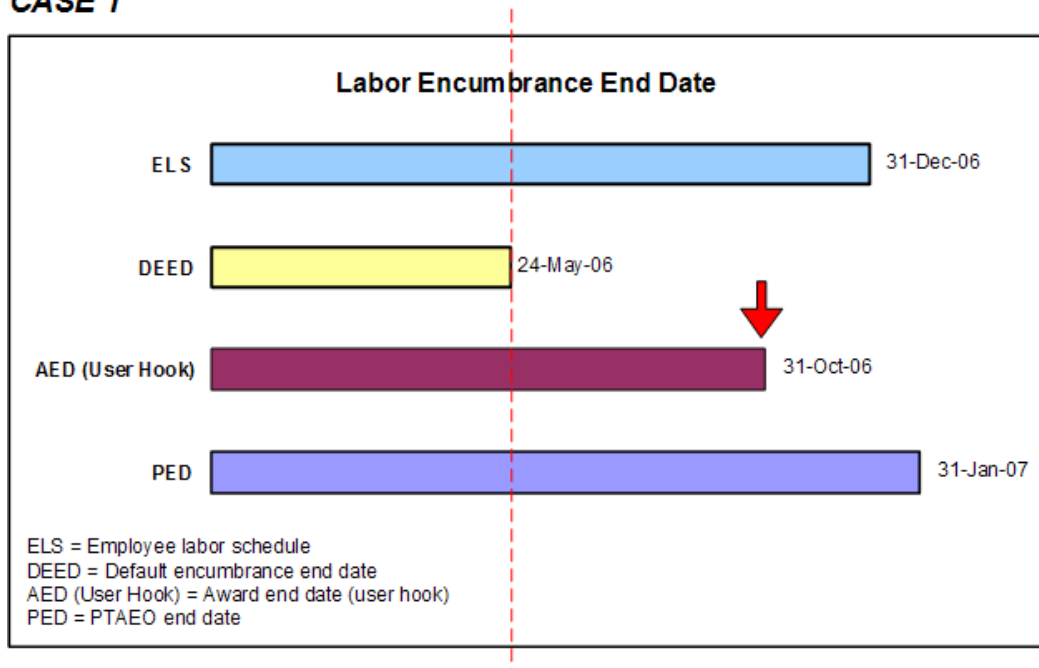 CASE 1
Labor Encumbrance End Date
ELS
31-Dec-06
DEED
24-May-06
AED (User Hook)
31-Oct-06
PED
31-Jan-07
ELS = Employee labor schedule
DEED = Default encumbrance end date
AED (User Hook) = Award end date (user hook)
PED = PTAEO end date